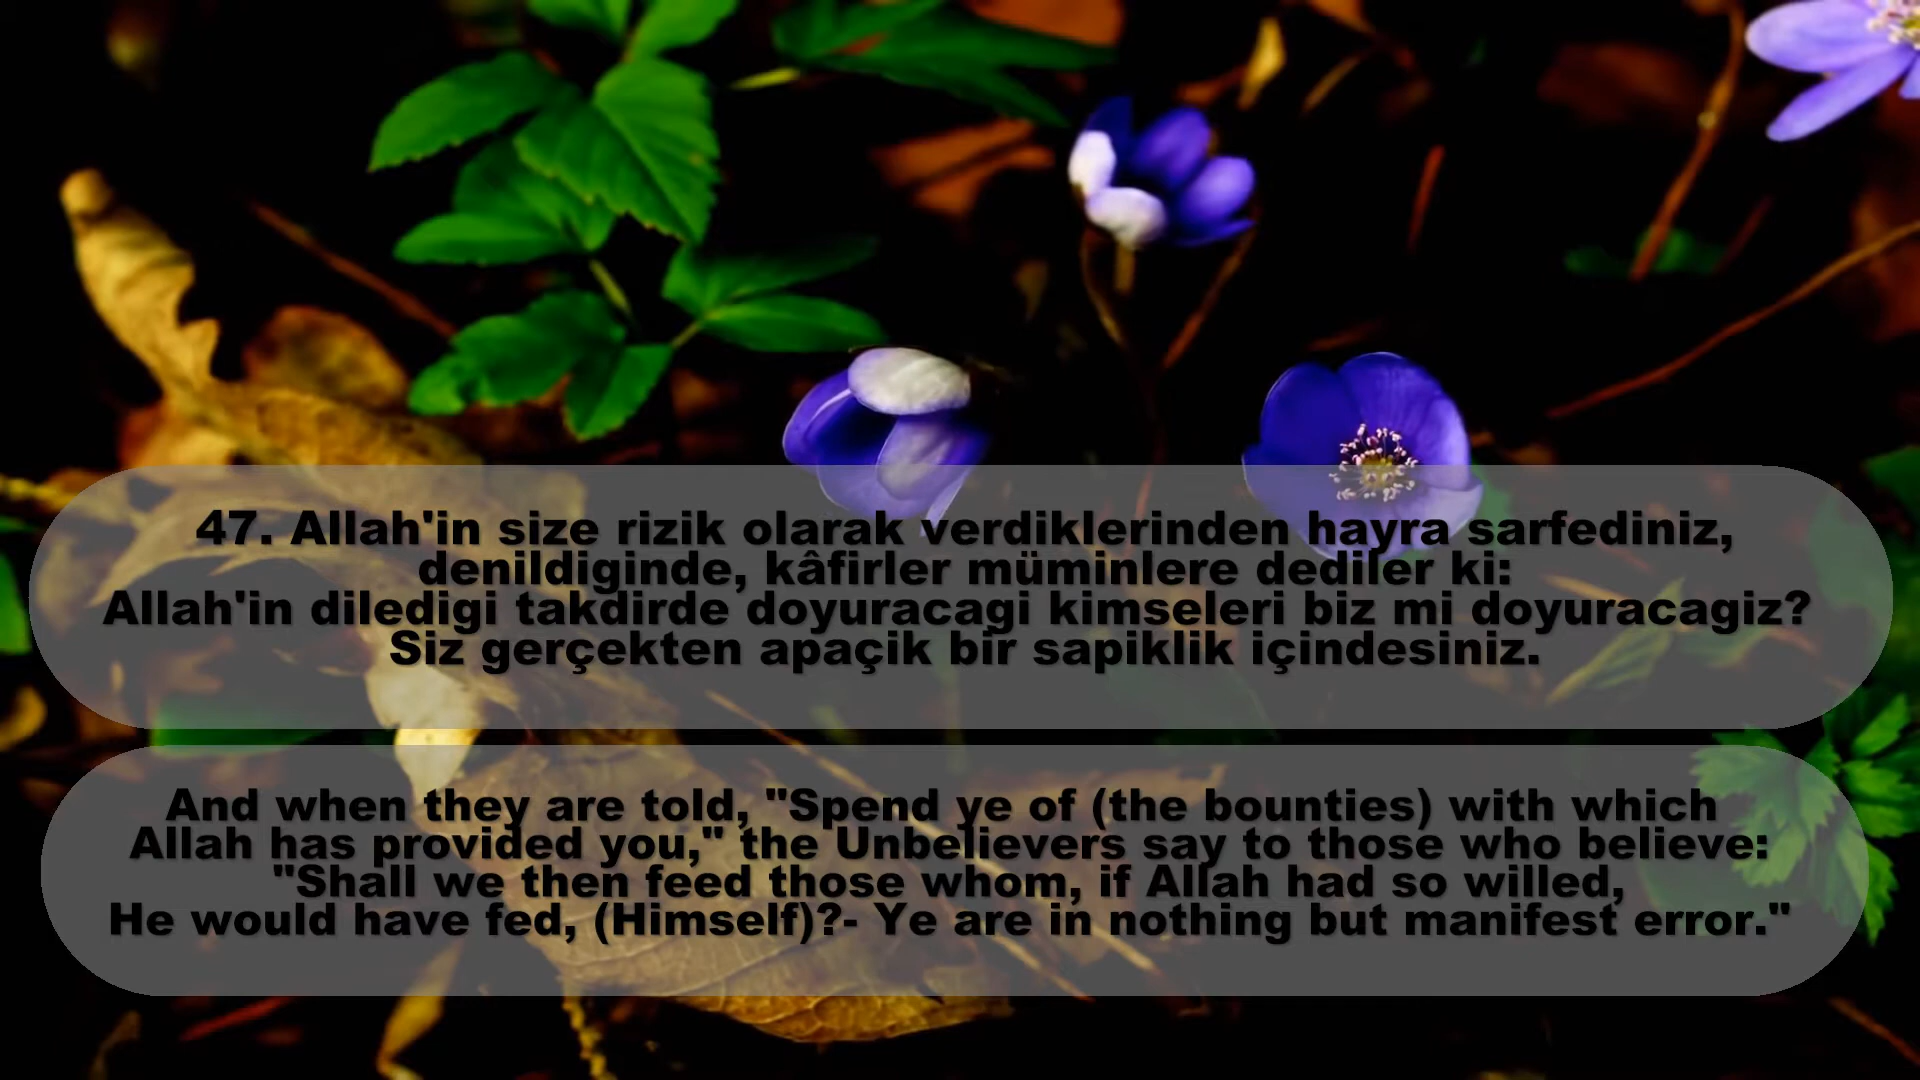 47. Allah'in size rizik olarak verdiklerinden hayra sarfediniz,
denildiginde, kâfirler müminlere dediler ki:
Allah'in diledigi takdirde doyuracagi kimseleri biz mi doyuracagiz?
Siz gerçekten apaçik bir sapiklik içindesiniz.
And when they are told, "Spend ye of (the bounties) with which
Allah has provided you," the Unbelievers say to those who believe:
"Shall we then feed those whom, if Allah had so willed,
He would have fed, (Himself)?- Ye are in nothing but manifest error."